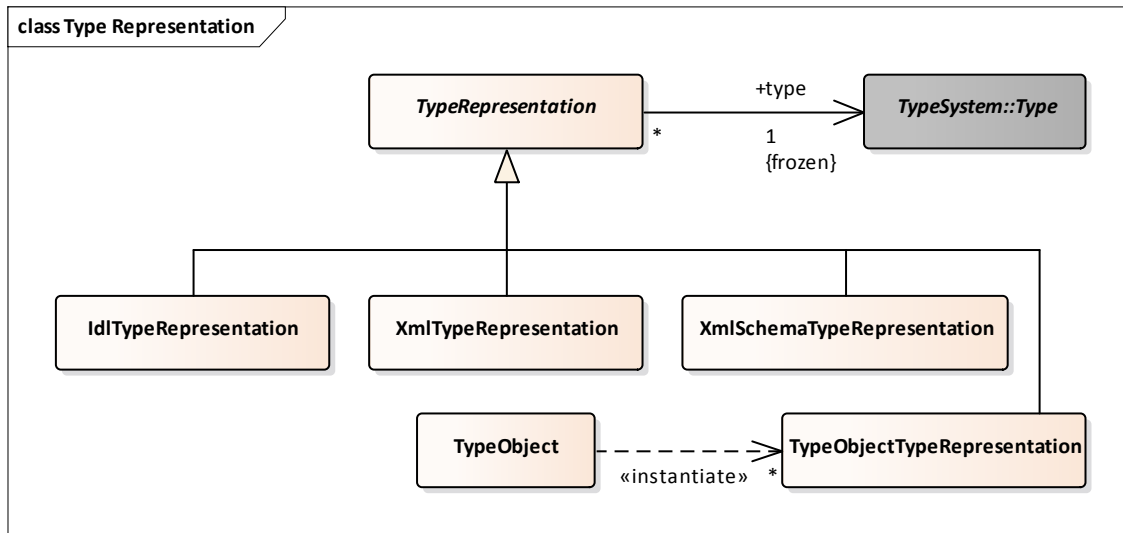 class Type Representation
TypeRepresentation
+type
TypeSystem::Type
*
1
{frozen}
IdlTypeRepresentation
XmlTypeRepresentation
XmlSchemaTypeRepresentation
TypeObject
TypeObjectTypeRepresentation
«instantiate»
*